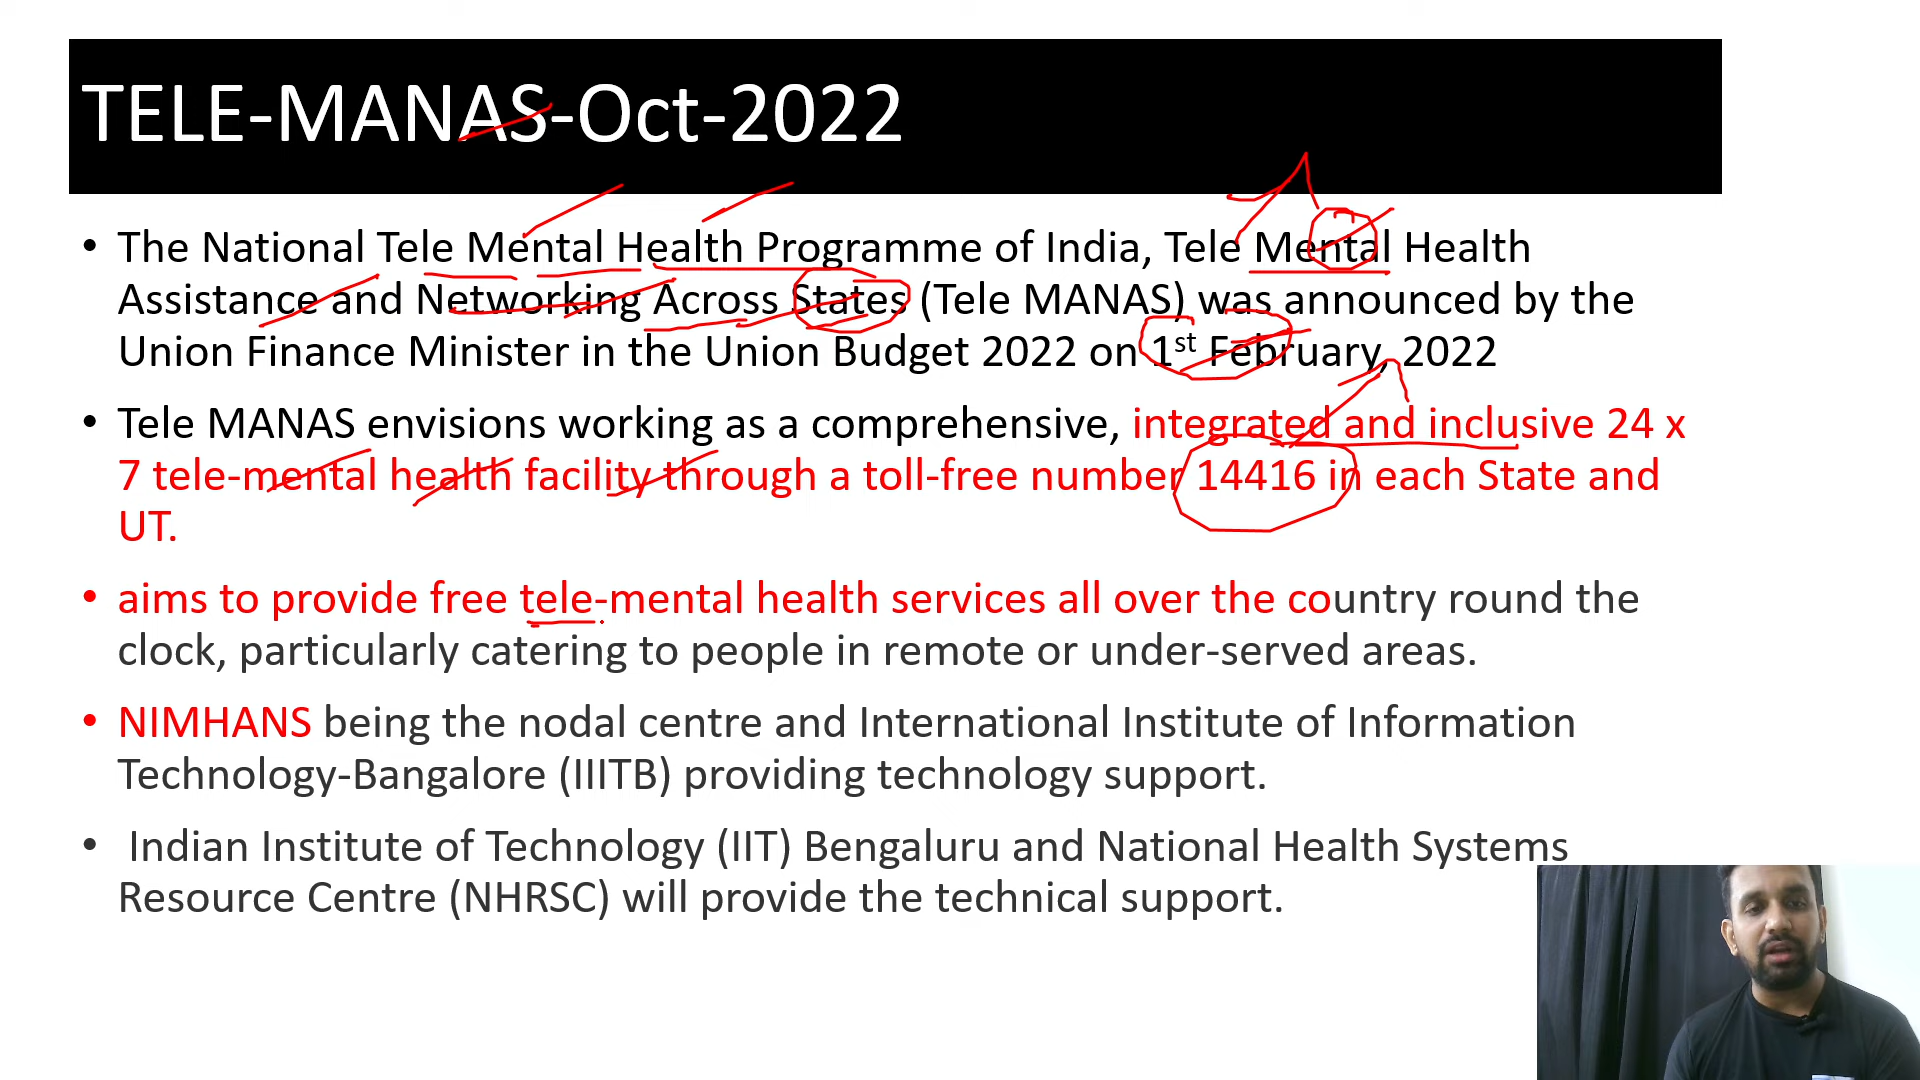 TELE-MANAS-Oct-2022
• The National Tele Mental Health Programme of India, Tele Mental Health
Assistance and Networking Across States (Tele MANAS) was announced by the
Union Finance Minister in the Union Budget 2022 on 1st February, 2022
• Tele MANAS envisions working as a comprehensive, integrated and inclusive 24 x
7 tele-mental health facility through a toll-free number 14416 in each State and
UT.
• aims to provide free tele-mental health services all over the country round the
clock, particularly catering to people in remote or under-served areas.
• NIMHANS being the nodal centre and International Institute of Information
Technology-Bangalore (IIITB) providing technology support.
• Indian Institute of Technology (IIT) Bengaluru and National Health Systems
Resource Centre (NHRSC) will provide the technical support.